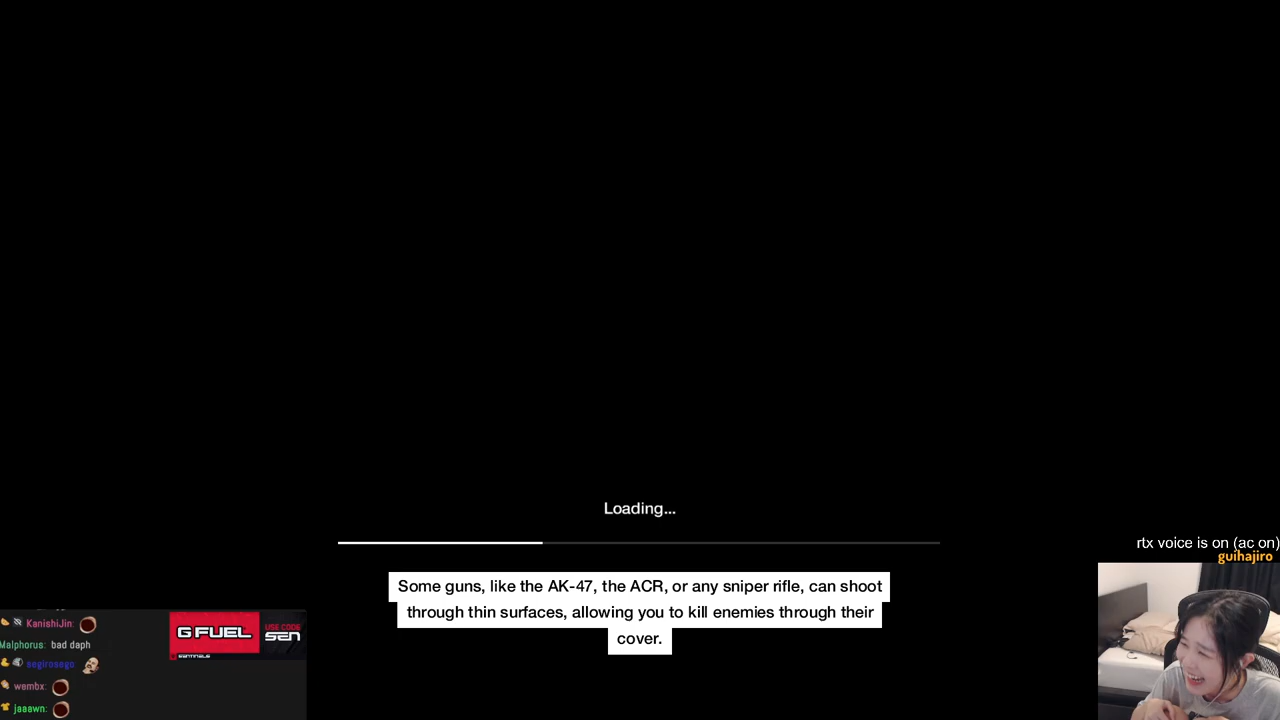 Loading...
Some guns, like the AK-47, the ACR, or any sniper rifle, can shoot
through thin surfaces, allowing you to kill enemies through their
cover.
rtx voice is on (ac on)
guihajiro
KanishiJin:
Malphorus: bad daph
segirosego
wembx:
jaaawn:
G FUEL
USE CODE
SEN
SENTINELS